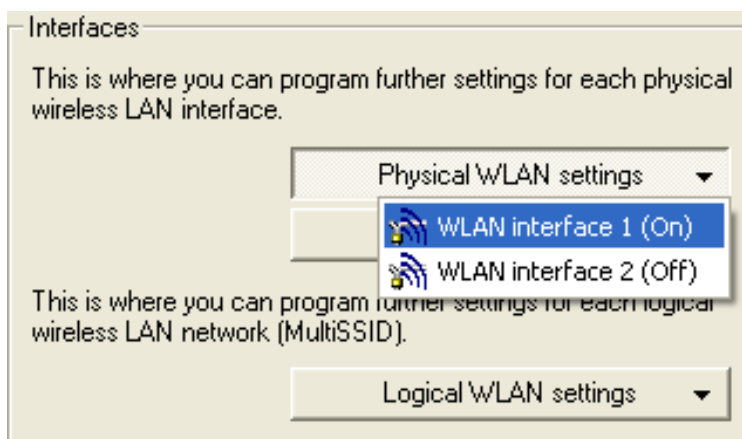 Interfaces
This is where you can program further settings for each physical
wireless LAN interface.
Physical WLAN settings
WLAN interface 1 (On)
WLAN interface 2 (Off)
This is where you can program further settings for each logical
wireless LAN network (MultiSSID).
Logical WLAN settings